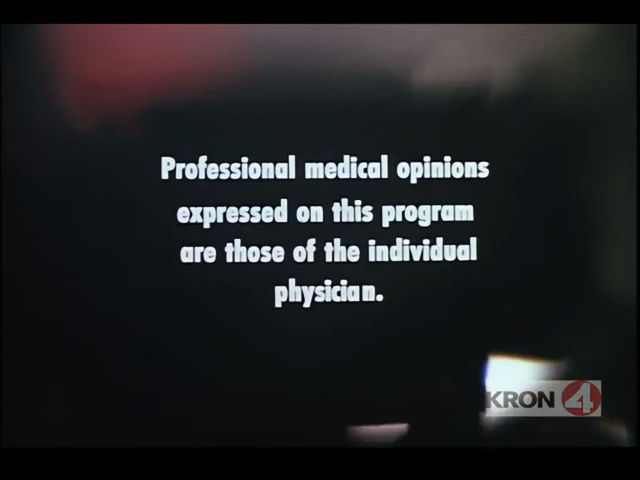 Professional medical opinions
expressed on this program
are those of the individual
physician.
KRON 4